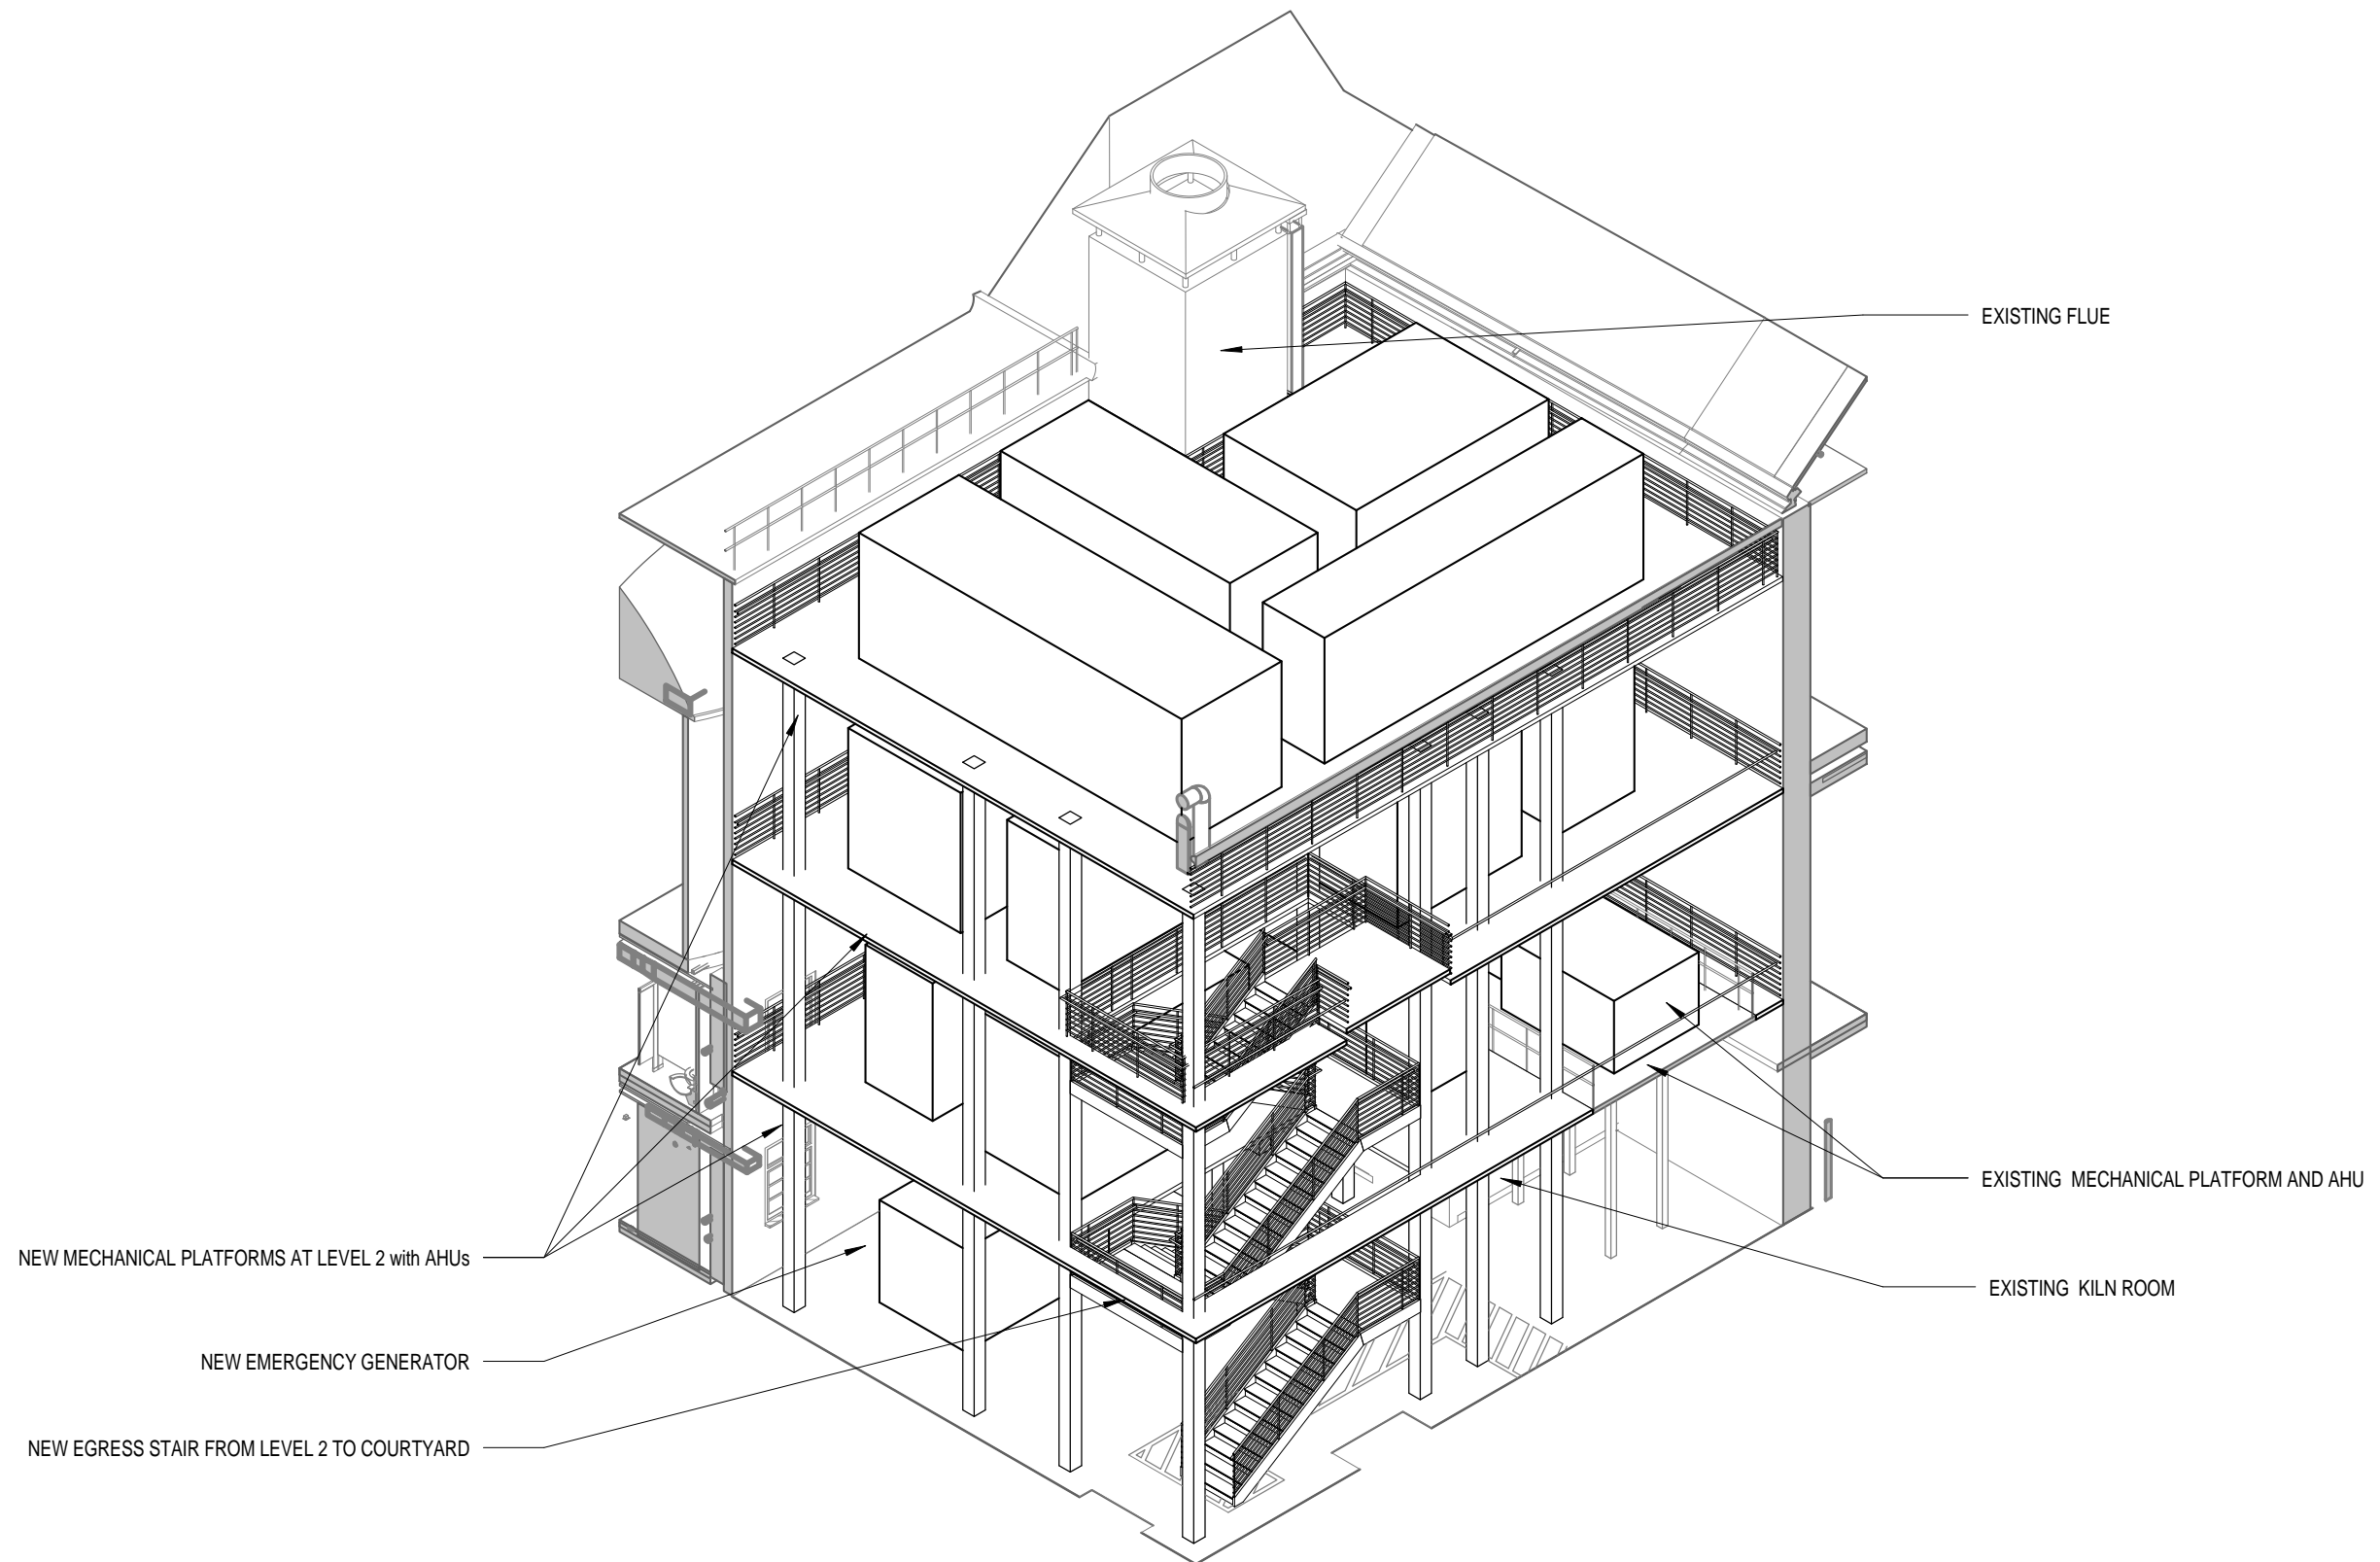 EXISTING FLUE
EXISTING  MECHANICAL PLATFORM AND AHU
NEW MECHANICAL PLATFORMS AT LEVEL 2 with AHUs
EXISTING  KILN ROOM
NEW EMERGENCY GENERATOR
NEW EGRESS STAIR FROM LEVEL 2 TO COURTYARD